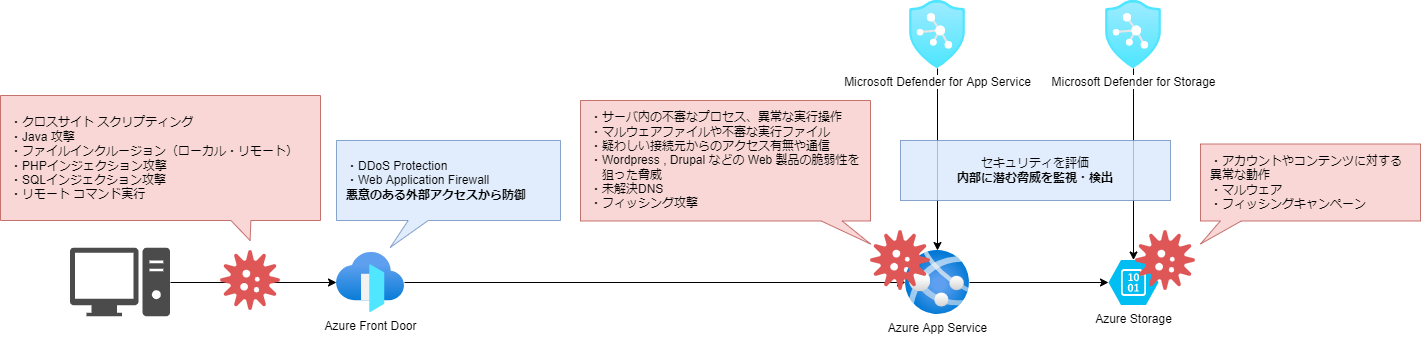 Microsoft Defender for App Service
Microsoft Defender for Storage
・クロスサイト スクリプティング
・Java 攻撃
・ファイルインクルージョン（ローカル・リモート）
・PHPインジェクション攻撃
・SQLインジェクション攻撃
・リモート コマンド実行
・DDoS Protection
・Web Application Firewall
悪意のある外部アクセスから防御
・サーバ内の不審なプロセス、異常な実行操作
・マルウェアファイルや不審な実行ファイル
・疑わしい接続元からのアクセス有無や通信
・Wordpress , Drupal などの Web 製品の脆弱性を
狙った脅威
・未解決DNS
・フィッシング攻撃
セキュリティを評価
内部に潜む脅威を監視・検出
・アカウントやコンテンツに対する
異常な動作
・マルウェア
・フィッシングキャンペーン
10
01
Azure Front Door
Azure App Service
Azure Storage